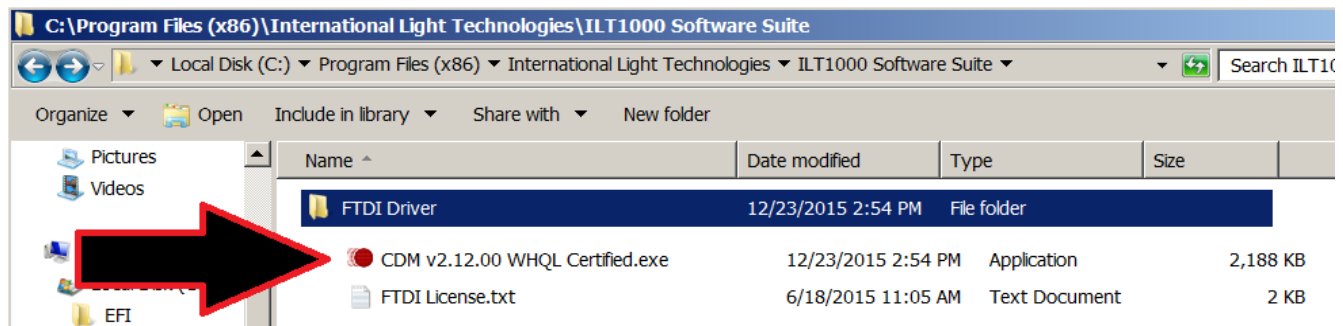 C:\Program Files (x86)\International Light Technologies\ILT1000 Software Suite
Local Disk (C:) Program Files (x86) International Light Technologies ILT1000 Software Suite Search ILT10
Organize Open Include in library Share with New folder
Pictures Name Date modified Type Size
Videos
FTDI Driver 12/23/2015 2:54 PM File folder
CDM v2.12.00 WHQL Certified.exe 12/23/2015 2:54 PM Application 2,188 KB
FTDI License.txt 6/18/2015 11:05 AM Text Document 2 KB
EFI